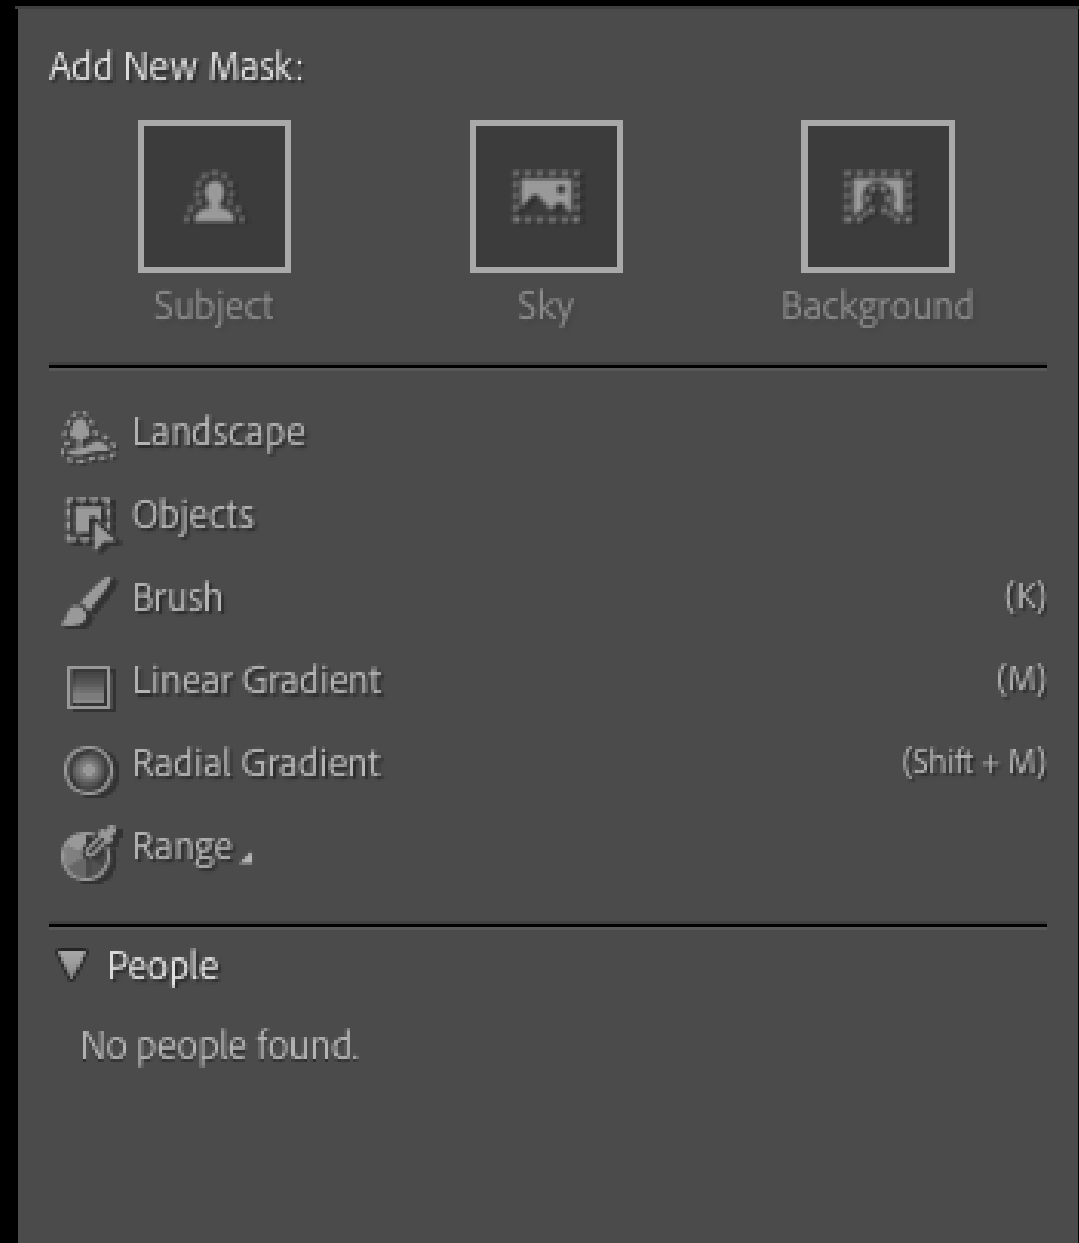 Add New Mask:
Subject Sky Background
Landscape
Objects
Brush (K)
Linear Gradient (M)
Radial Gradient (Shift + M)
Range
People
No people found.